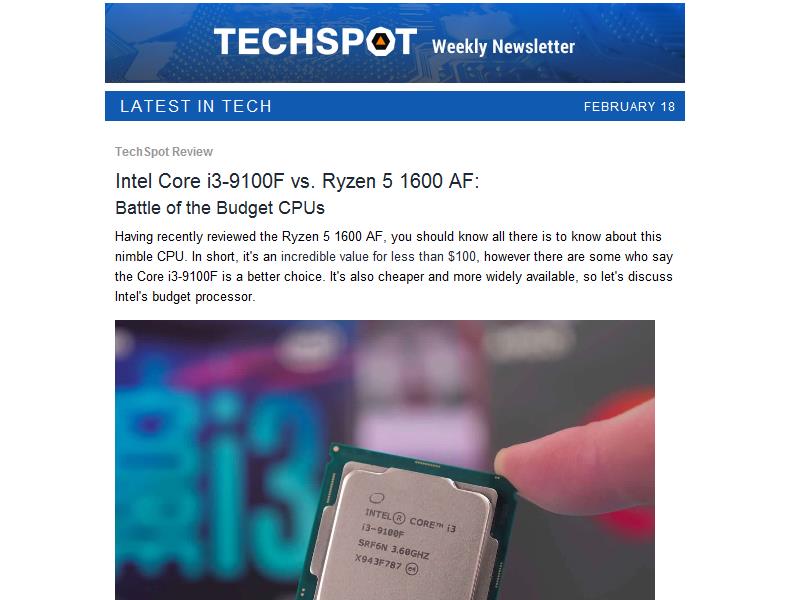 TECHSPOT Weekly Newsletter
LATEST IN TECH FEBRUARY 18
TechSpot Review
Intel Core i3-9100F vs. Ryzen 5 1600 AF:
Battle of the Budget CPUs
Having recently reviewed the Ryzen 5 1600 AF, you should know all there is to know about this
nimble CPU. In short, it's an incredible value for less than $100, however there are some who say
the Core i3-9100F is a better choice. It's also cheaper and more widely available, so let's discuss
Intel's budget processor.
i3
INTEL® CORE™ i3
i3-9100F
SRF6N 3.60GHZ
X943F787 e4